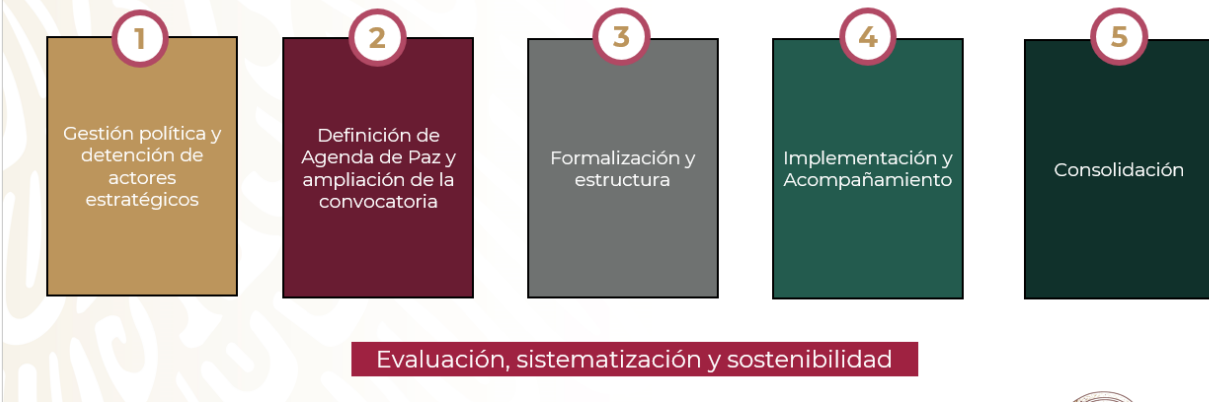 1
Gestión política y
detención de
actores
estratégicos
2
Definición de
Agenda de Paz y
ampliación de la
convocatoria
3
Formalización y
estructura
4
Implementación y
Acompañamiento
5
Consolidación
Evaluación, sistematización y sostenibilidad